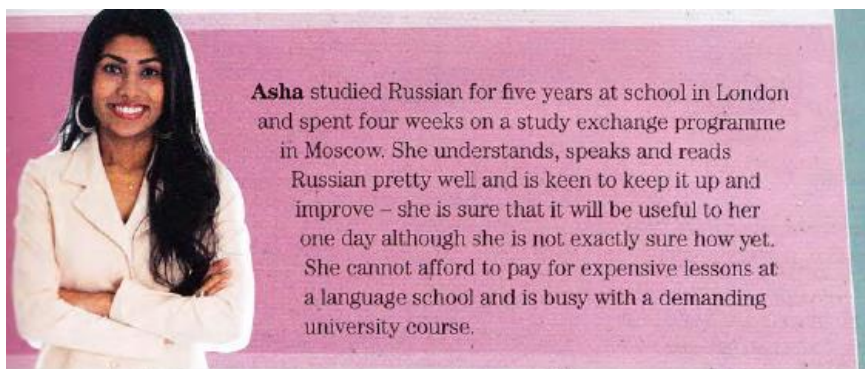 Asha studied Russian for five years at school in London
and spent four weeks on a study exchange programme
in Moscow. She understands, speaks and reads
Russian pretty well and is keen to keep it up and
improve – she is sure that it will be useful to her
one day although she is not exactly sure how yet.
She cannot afford to pay for expensive lessons at
a language school and is busy with a demanding
university course.